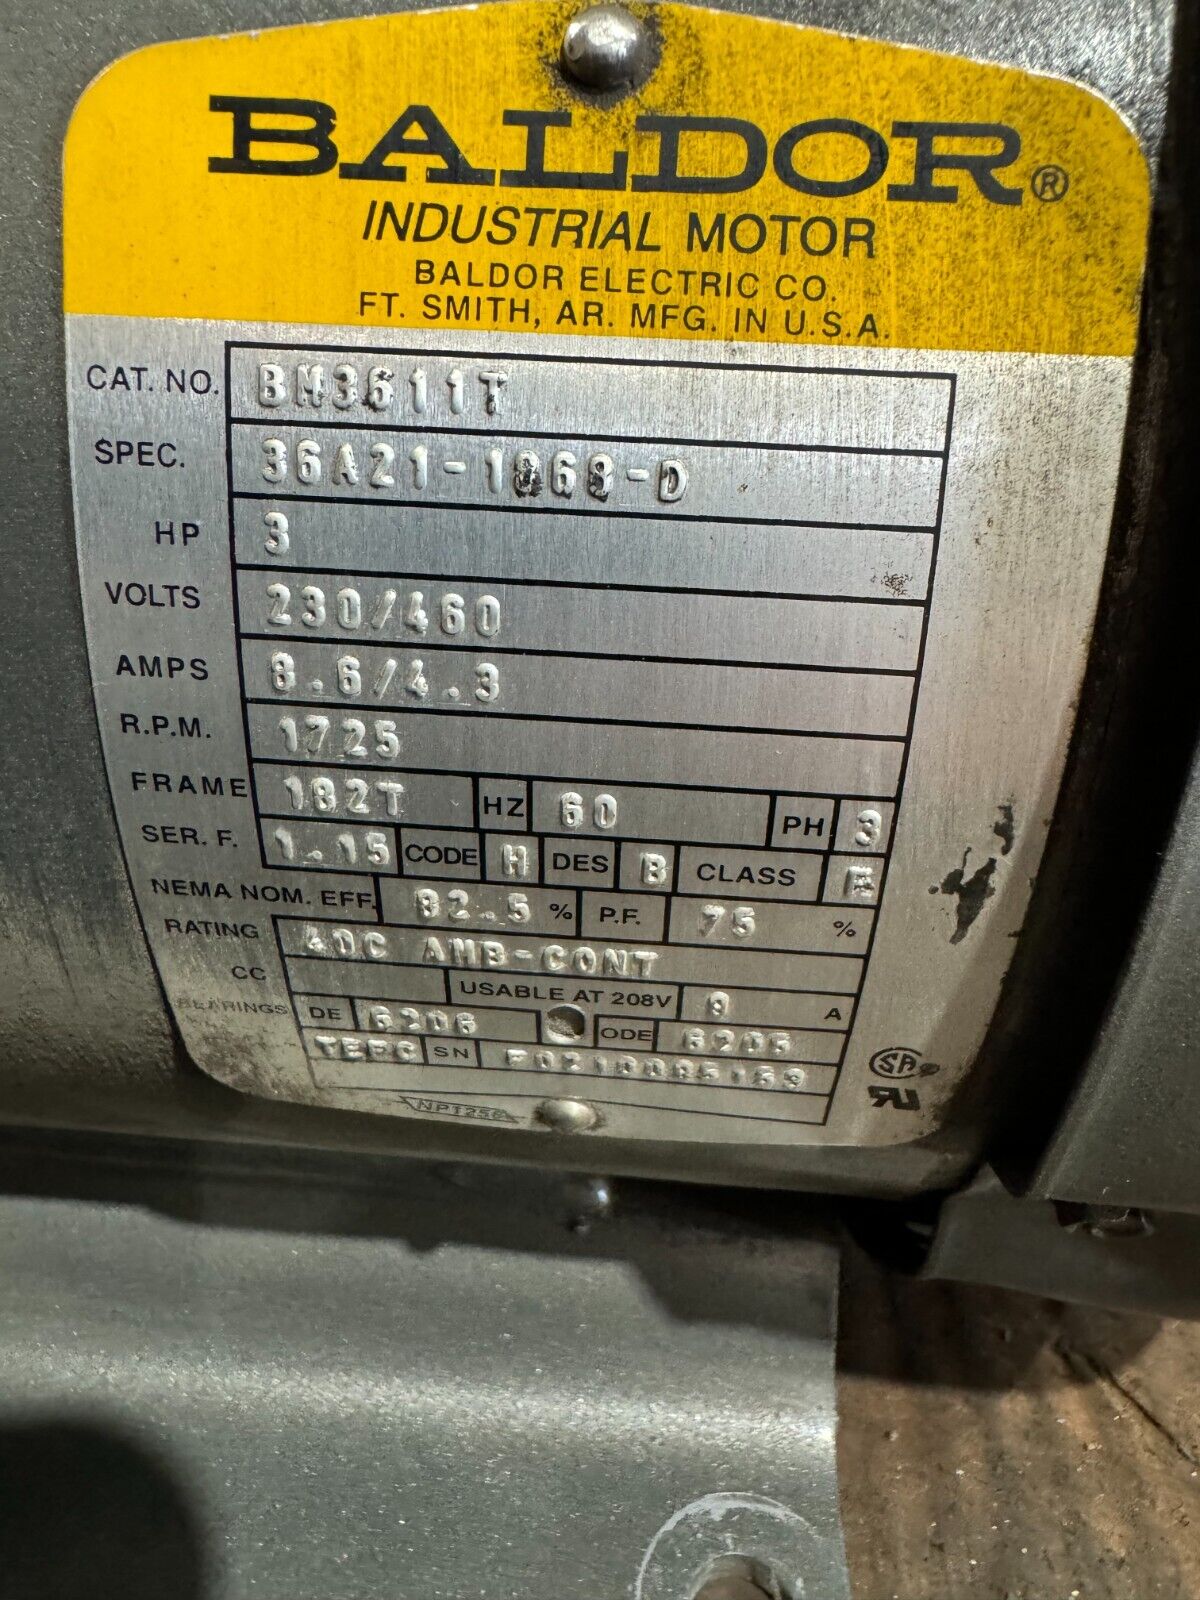 BALDOR®
INDUSTRIAL MOTOR
BALDOR ELECTRIC CO.
FT. SMITH, AR. MFG. IN U.S.A.
CAT. NO. BM3611T
SPEC.
HP 3
VOLTS 230/460
AMPS 8.6/4.3
R.P.M. 1725
FRAME 182T HZ 60 PH 3
SER. F. 1.15 CODE H DES B CLASS
NEMA NOM. EFF. 82.5 % P.F. 75 %
RATING 40C AMB-CONT
CC USABLE AT 208V 9 A
BEARINGS DE 6206 ODE 6205
TEFC SN